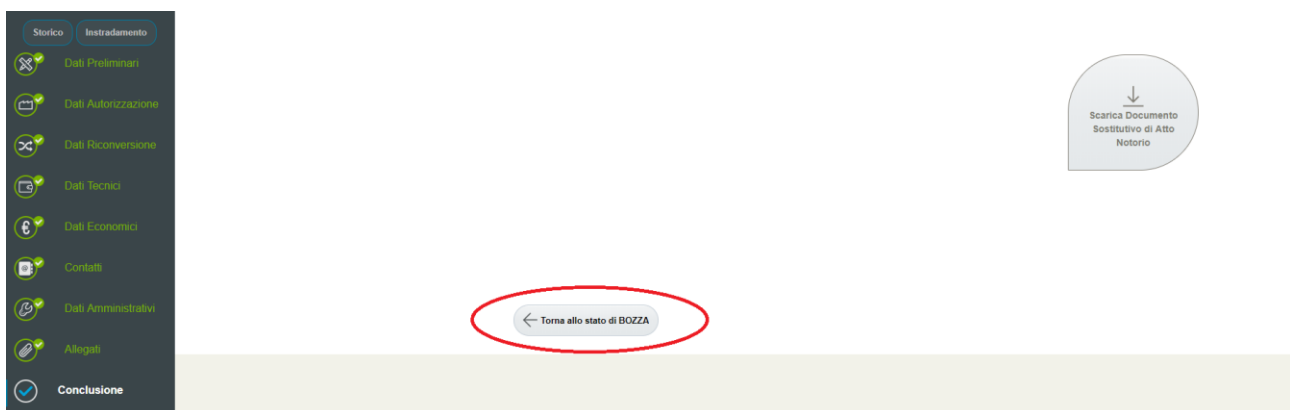 Storico
Instradamento
Dati Preliminari
Dati Autorizzazione
Dati Riconversione
Dati Tecnici
Dati Economici
Contatti
Dati Amministrativi
Allegati
Conclusione
Scarica Documento
Sostitutivo di Atto
Notorio
Torna allo stato di BOZZA